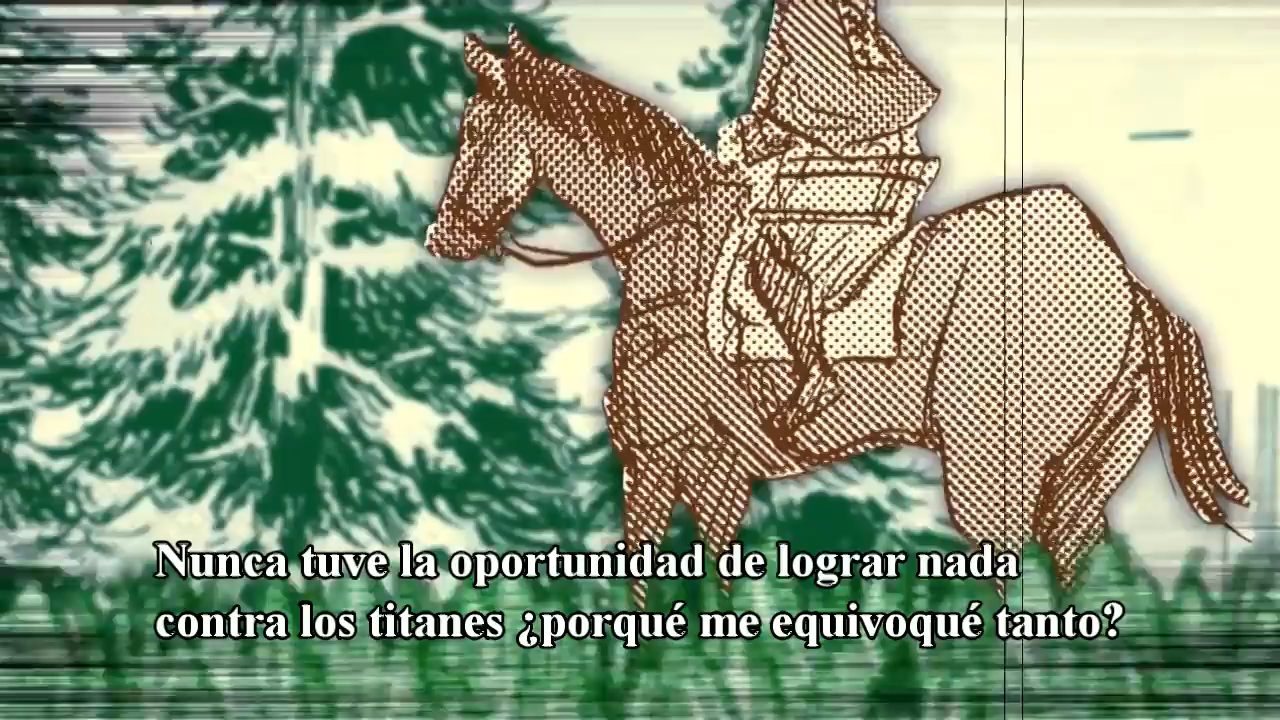 Nunca tuve la oportunidad de lograr nada
contra los titanes ¿porqué me equivoqué tanto?